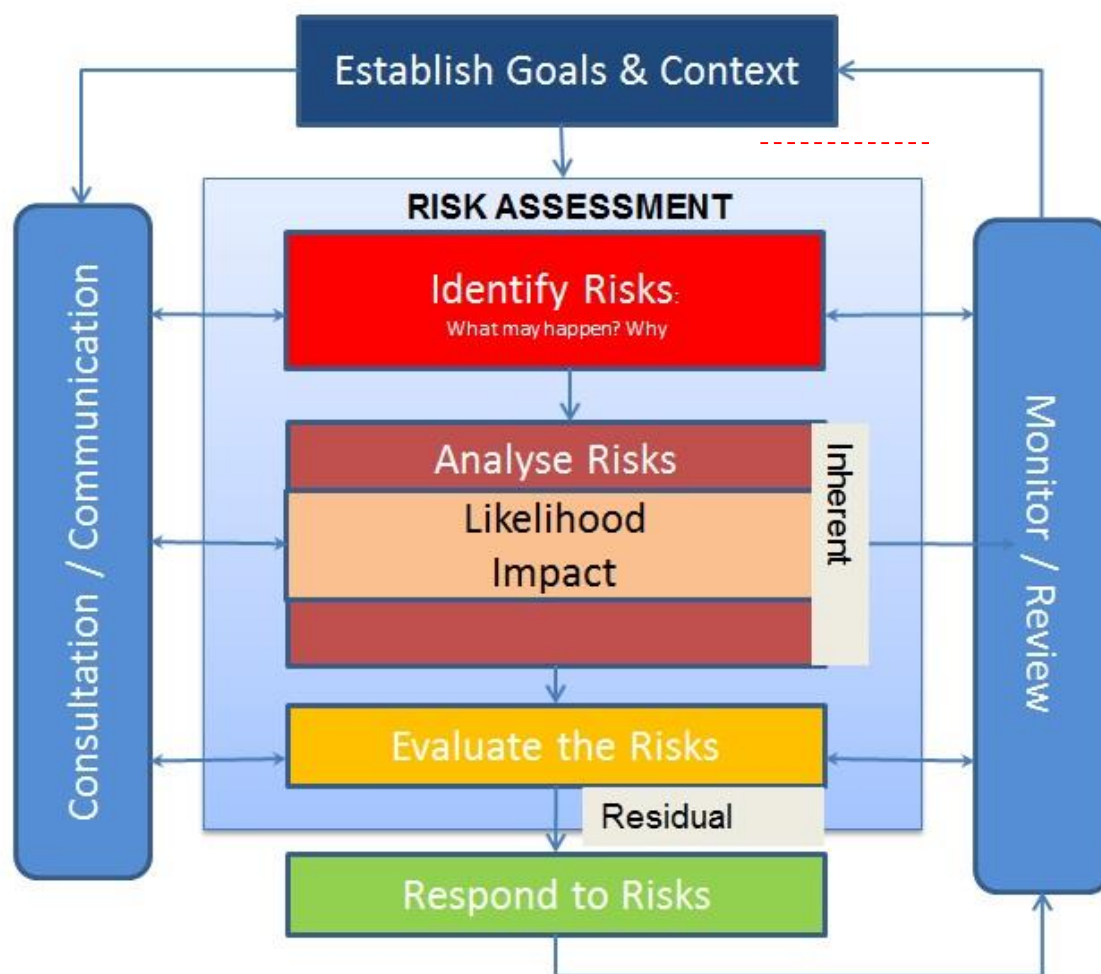 Establish Goals & Context
RISK ASSESSMENT
Identify Risks:
What may happen? Why
Analyse Risks
Likelihood
Impact
Inherent
Evaluate the Risks
Residual
Respond to Risks
Consultation / Communication
Monitor / Review